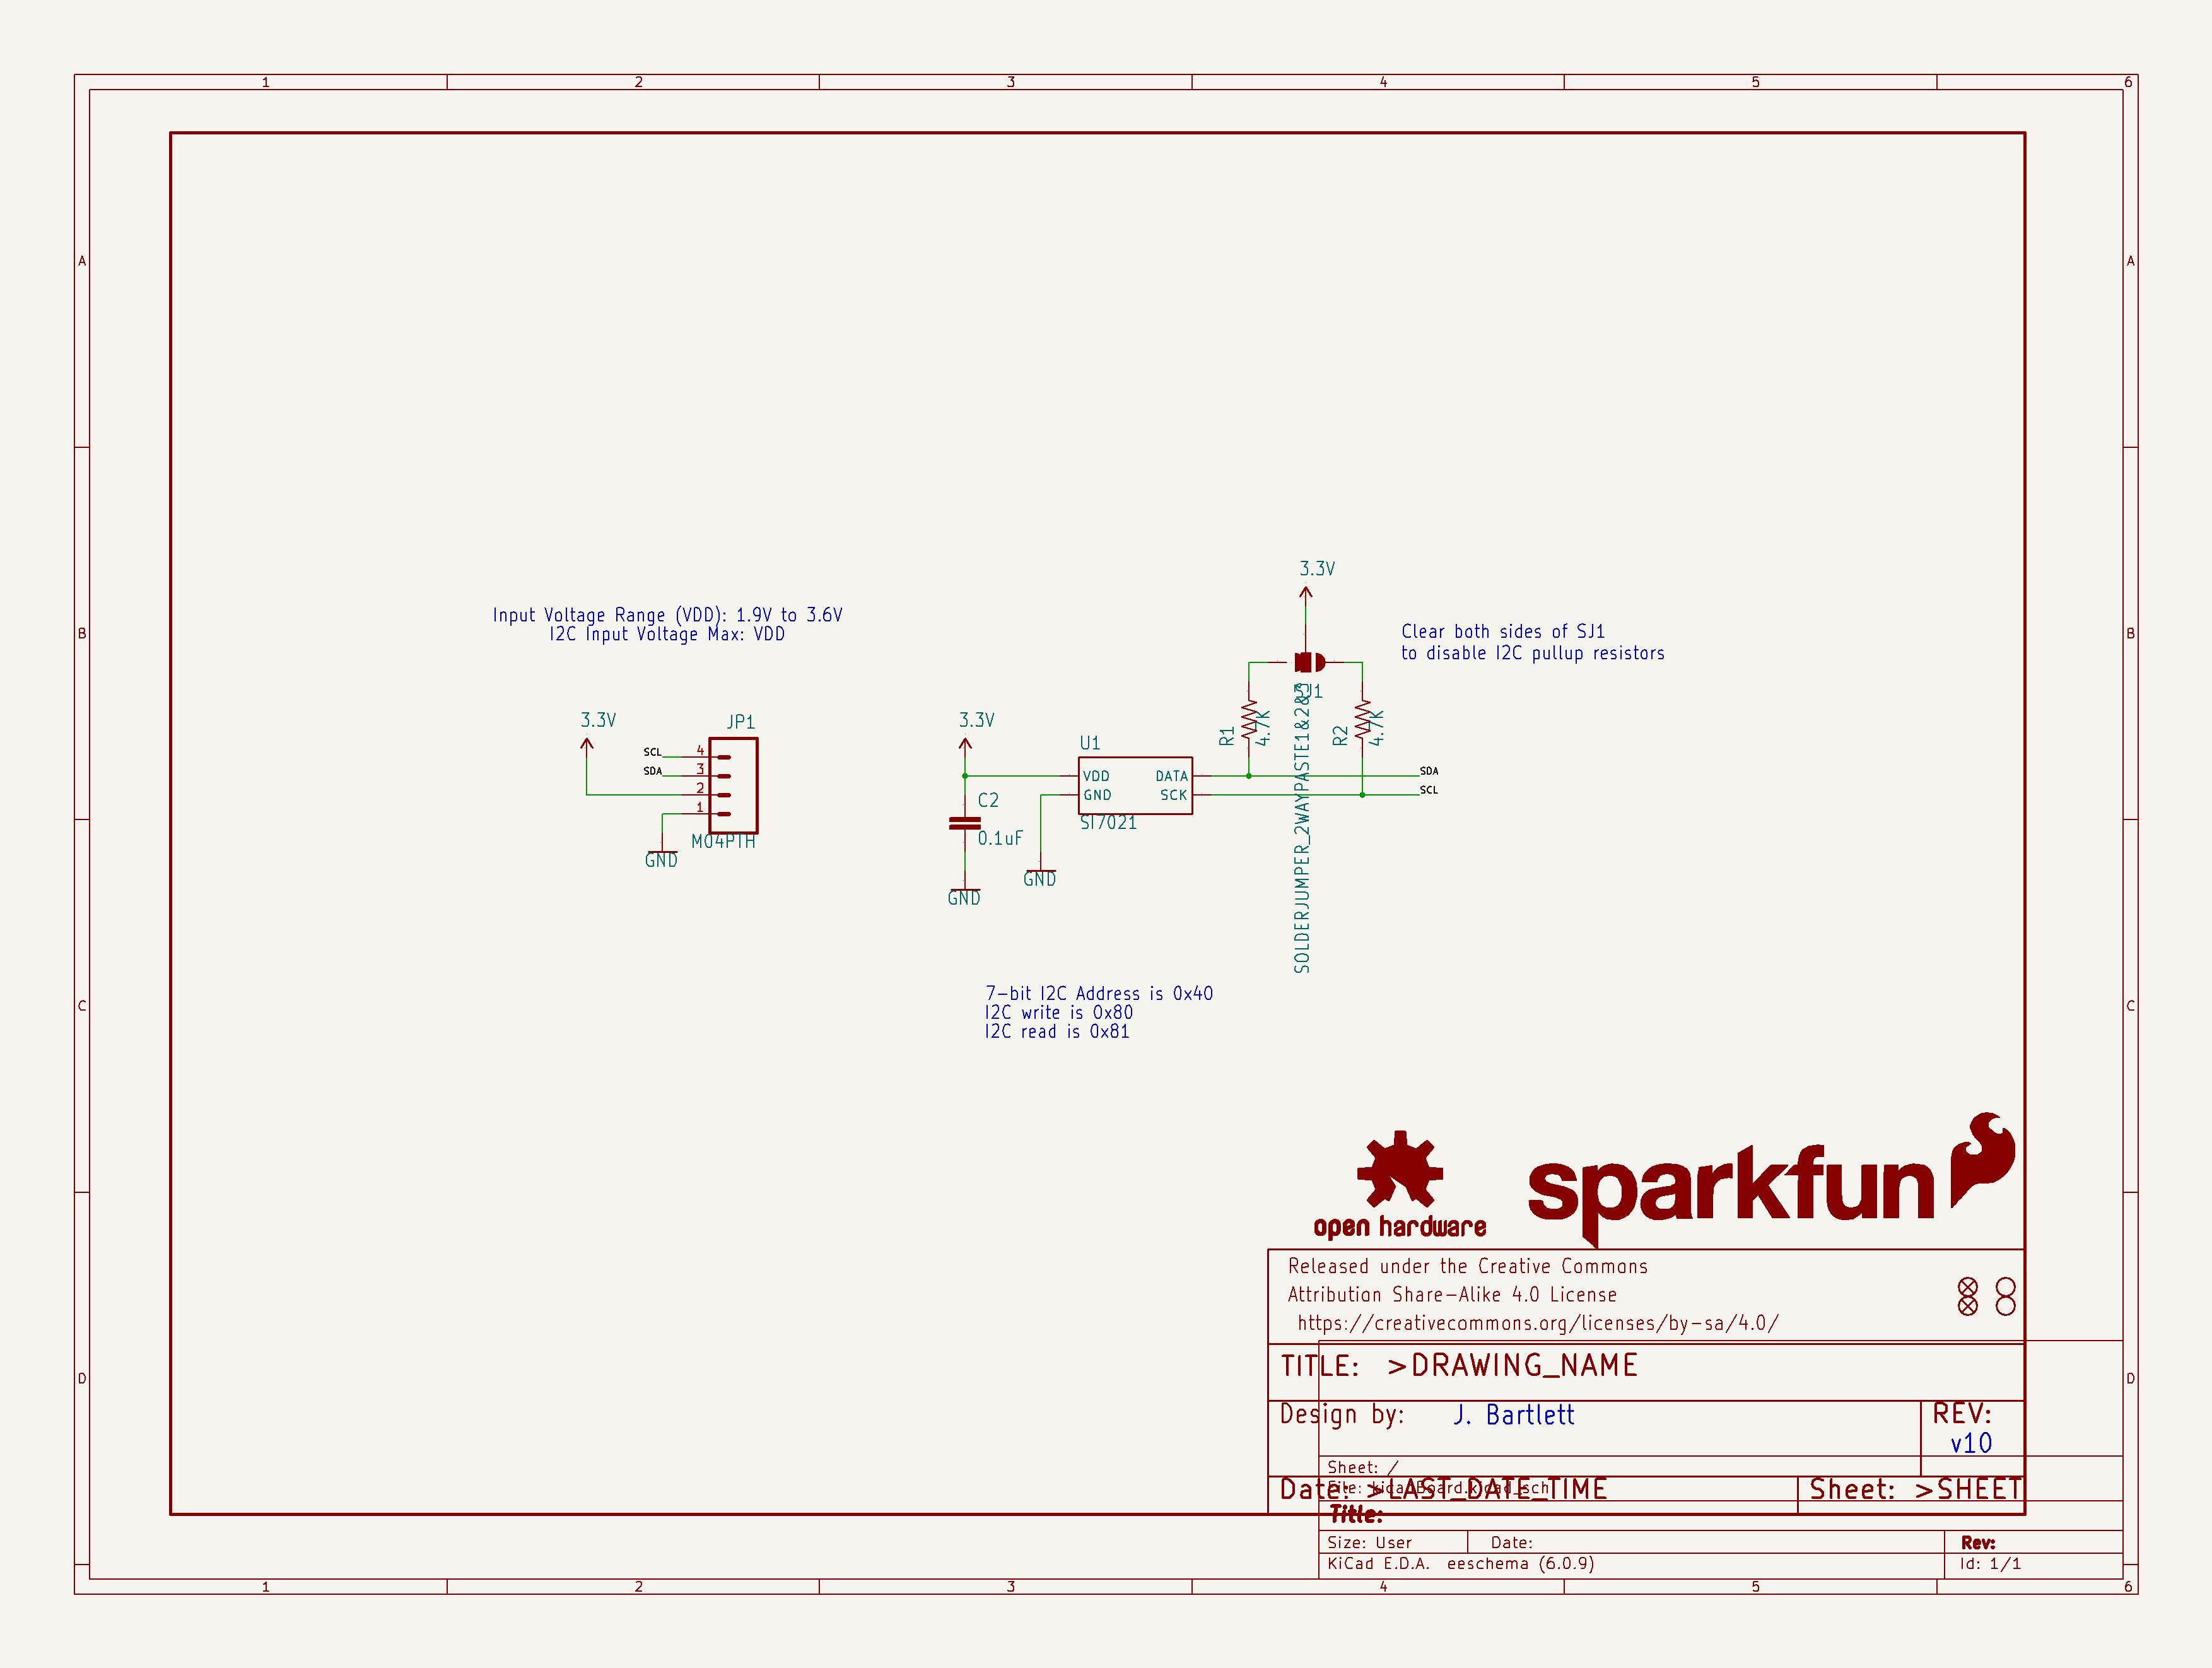 1 2 3 4 5 6
A A
B B
C C
D D
Input Voltage Range (VDD): 1.9V to 3.6V
I2C Input Voltage Max: VDD
3.3V
JP1
SCL
4
SDA
3
2
1
M04PTH
GND
3.3V
C2
0.1uF
GND
GND
U1
VDD
GND
DATA
SCK
SI7021
3.3V
Clear both sides of SJ1
to disable I2C pullup resistors
SJ1
SOLDERJUMPER_2WAYPASTE1&2&3
R1
4.7K
R2
4.7K
SDA
SCL
7-bit I2C Address is 0x40
I2C write is 0x80
I2C read is 0x81
open hardware
sparkfun
Released under the Creative Commons
Attribution Share-Alike 4.0 License
https://creativecommons.org/licenses/by-sa/4.0/
TITLE: >DRAWING_NAME
Design by: J. Bartlett
REV:
v10
Sheet: /
File: kicadBoard.kicad_sch
Date: >LAST_DATE_TIME
Sheet: >SHEET
Title:
Size: User
Date:
Rev:
KiCad E.D.A. eeschema (6.0.9)
Id: 1/1
1 2 3 4 5 6